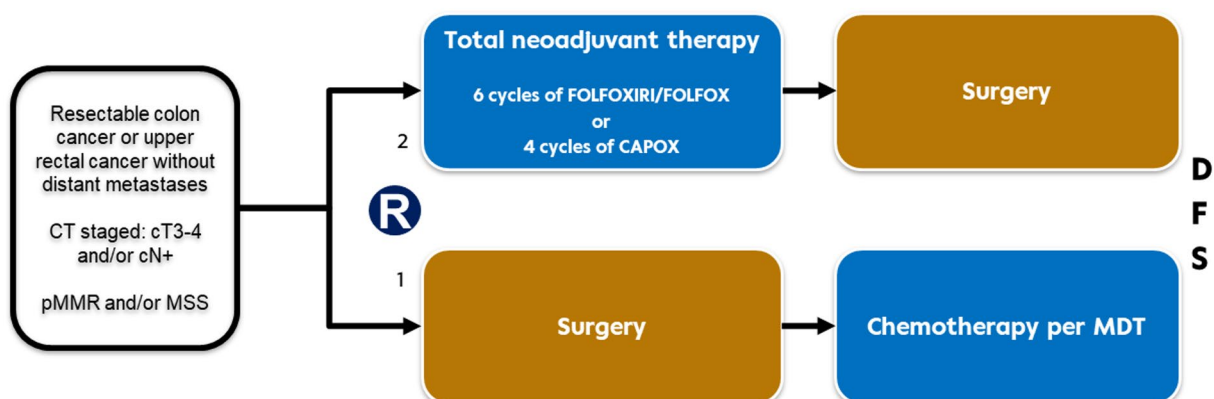 Resectable colon
cancer or upper
rectal cancer without
distant metastases
CT staged: cT3-4
and/or cN+
pMMR and/or MSS
2
R
1
Total neoadjuvant therapy
6 cycles of FOLFOXIRI/FOLFOX
or
4 cycles of CAPOX
Surgery
Surgery
Chemotherapy per MDT
D
F
S